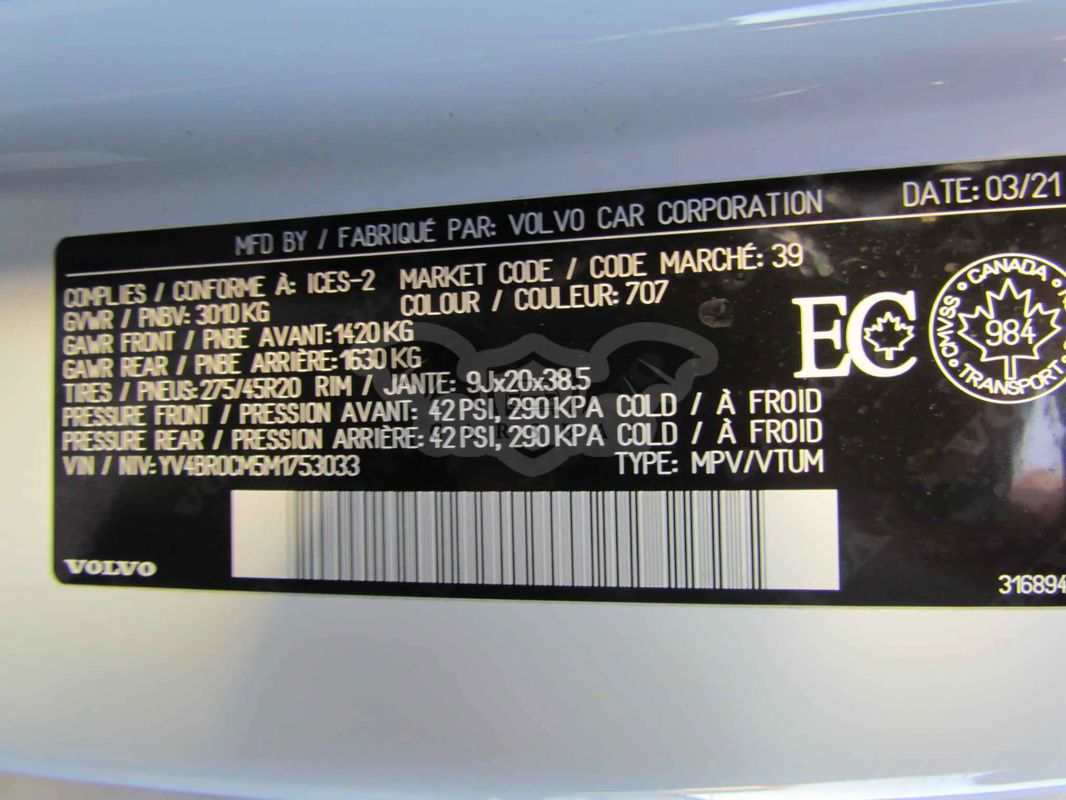 MFD BY / FABRIQUÉ PAR: VOLVO CAR CORPORATION DATE: 03/21
COMPLIES / CONFORME À: ICES-2 MARKET CODE / CODE MARCHÉ: 39
GVWR / PNBV: 3010 KG COLOUR / COULEUR: 707
GAWR FRONT / PNBE AVANT: 1420 KG
GAWR REAR / PNBE ARRIÈRE: 1630 KG
TIRES / PNEUS: 275/45R20 RIM / JANTE: 9Jx20x38.5
PRESSURE FRONT / PRESSION AVANT: 42 PSI, 290 KPA COLD / À FROID
PRESSURE REAR / PRESSION ARRIÈRE: 42 PSI, 290 KPA COLD / À FROID
VIN / NIV: YV4BR0CM5M1753033 TYPE: MPV/VTUM
EC
CANADA
CMVSS
984
TRANSPORT
VOLVO
316894